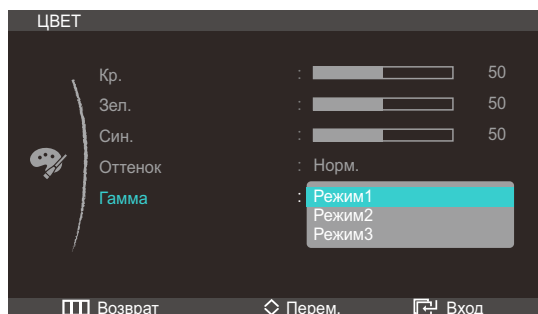 ЦВЕТ
Кр. : 50
Зел. : 50
Син. : 50
Оттенок : Норм.
Гамма : Режим1
Режим2
Режим3
Возврат Перем. Вход